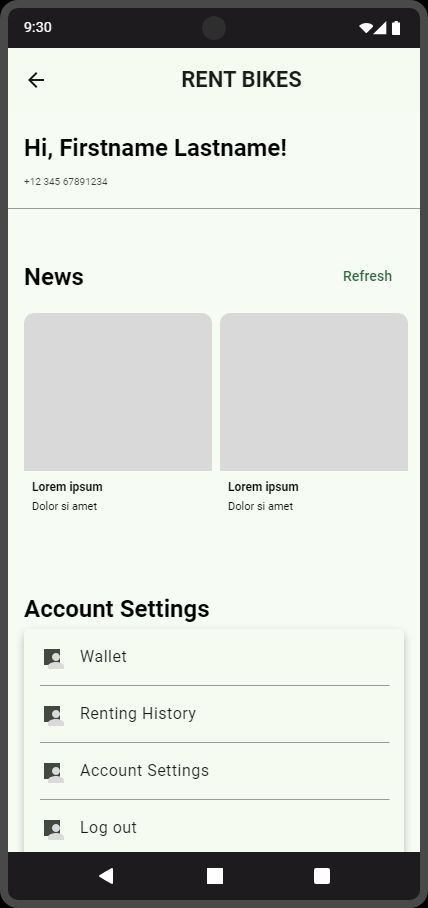 9:30
RENT BIKES
Hi, Firstname Lastname!
+12 345 67891234
News
Refresh
Lorem ipsum
Dolor si amet
Lorem ipsum
Dolor si amet
Account Settings
Wallet
Renting History
Account Settings
Log out